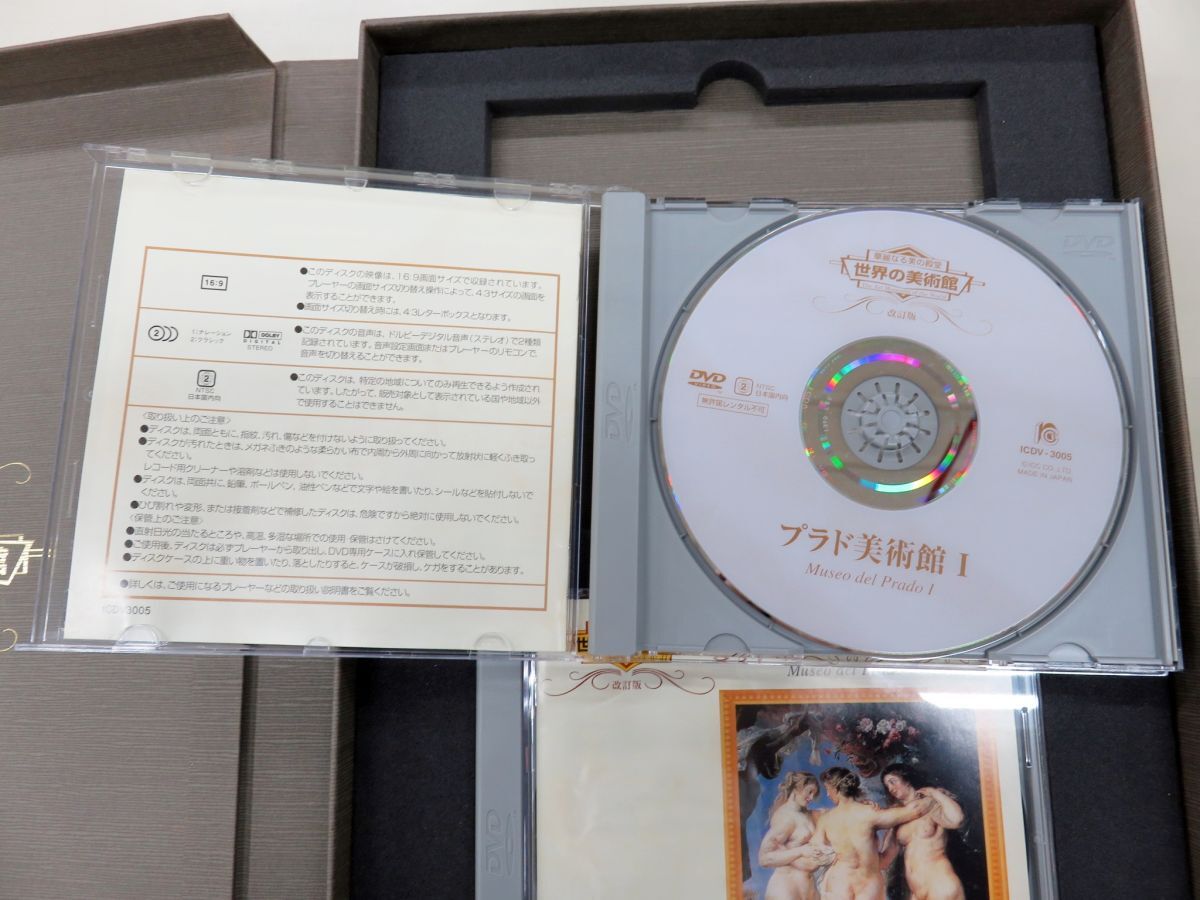 16:9
●このディスクの映像は、16:9画面サイズで収録されています。
プレーヤーの画面サイズ切り替え操作によって、4:3サイズの画面を
表示することができます。
●画面サイズ切り替え時には、4:3レターボックスとなります。
2
1:ナレーション
2:クラシック
DOLBY
DIGITAL
STEREO
●このディスクの音声は、ドルビーデジタル音声(ステレオ)で2種類
記録されています。音声設定画面またはプレーヤーのリモコンで、
音声を切り替えることができます。
2
NTSC
日本国内向
●このディスクは、特定の地域についてのみ再生できるよう作成され
ています。したがって、販売対象として表示されている国や地域以外
で使用することはできません。
〈取り扱い上のご注意〉
●ディスクは、両面ともに、指紋、汚れ、傷などを付けないように取り扱ってください。
●ディスクが汚れたときは、メガネふきのような柔らかい布で内周から外周に向かって放射状に軽くふき取っ
てください。
レコード用クリーナーや溶剤などは使用しないでください。
●ディスクは、両面共に、鉛筆、ボールペン、油性ペンなどで文字や絵を書いたり、シールなどを貼付しないで
ください。
●ひび割れや変形、または接着剤などで補修したディスクは、危険ですから絶対に使用しないでください。
〈保管上のご注意〉
●直射日光の当たるところや、高温、多湿な場所での使用・保管はさけてください。
●ご使用後、ディスクは必ずプレーヤーから取り出し、DVD専用ケースに入れ保管してください。
●ディスクケースの上に重い物を置いたり、落としたりすると、ケースが破損し、ケガをすることがあります。
●詳しくは、ご使用になるプレーヤーなどの取り扱い説明書をご覧ください。
ICDV3005
DVD
DVD
華麗なる美の殿堂
世界の美術館
改訂版
DVD
VIDEO
2
NTSC
日本国内向
無許諾レンタル不可
ICDV-3005
©ICS CO.,LTD.
MADE IN JAPAN
プラド美術館 I
Museo del Prado I
館
世界
改訂版
Museo del Prado
DVD